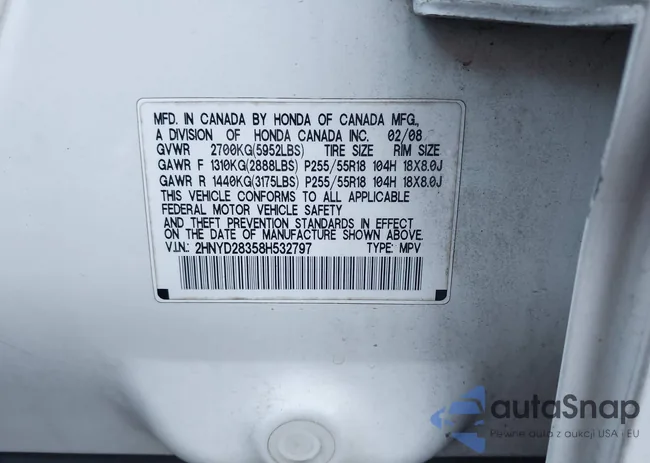 MFD. IN CANADA BY HONDA OF CANADA MFG.,
A DIVISION OF HONDA CANADA INC. 02/08
GVWR 2700KG(5952LBS) TIRE SIZE RIM SIZE
GAWR F 1310KG(2888LBS) P255/55R18 104H 18X8.0J
GAWR R 1440KG(3175LBS) P255/55R18 104H 18X8.0J
THIS VEHICLE CONFORMS TO ALL APPLICABLE
FEDERAL MOTOR VEHICLE SAFETY
AND THEFT PREVENTION STANDARDS IN EFFECT
ON THE DATE OF MANUFACTURE SHOWN ABOVE.
V.I.N.: 2HNYD28358H532797 TYPE: MPV
autoSnap
Pewne auta z aukcji USA i EU